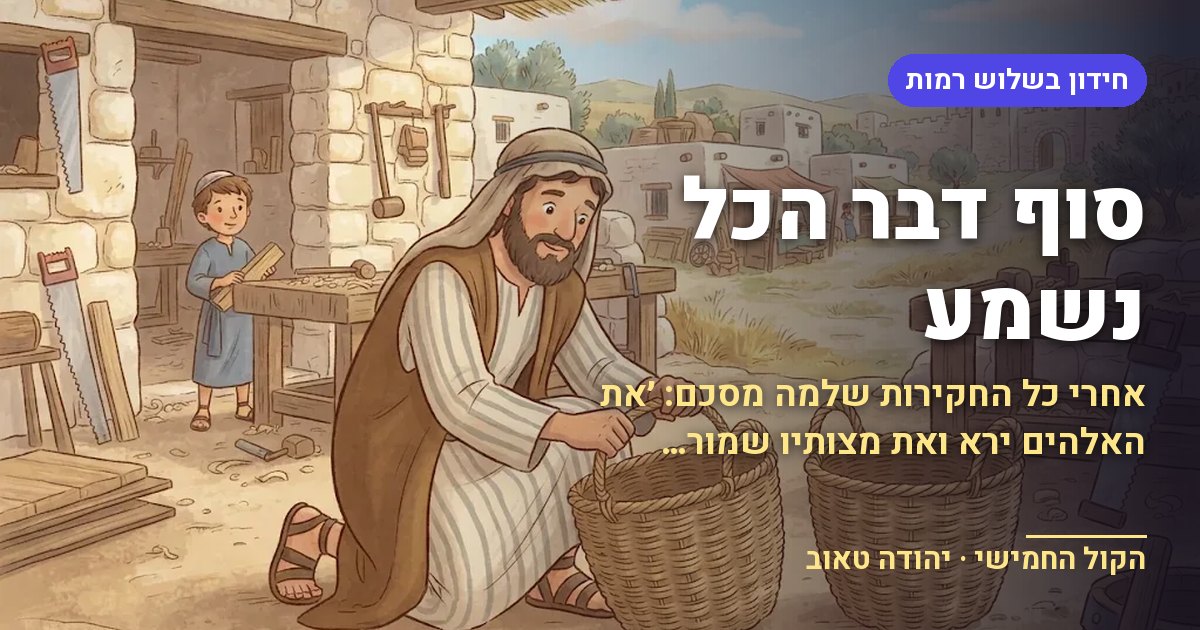 חידון בשלוש רמות
סוף דבר הכל
נשמע
אחרי כל החקירות שלמה מסכם: 'את
האלהים ירא ואת מצותיו שמור...
הקול החמישי · יהודה טאוב